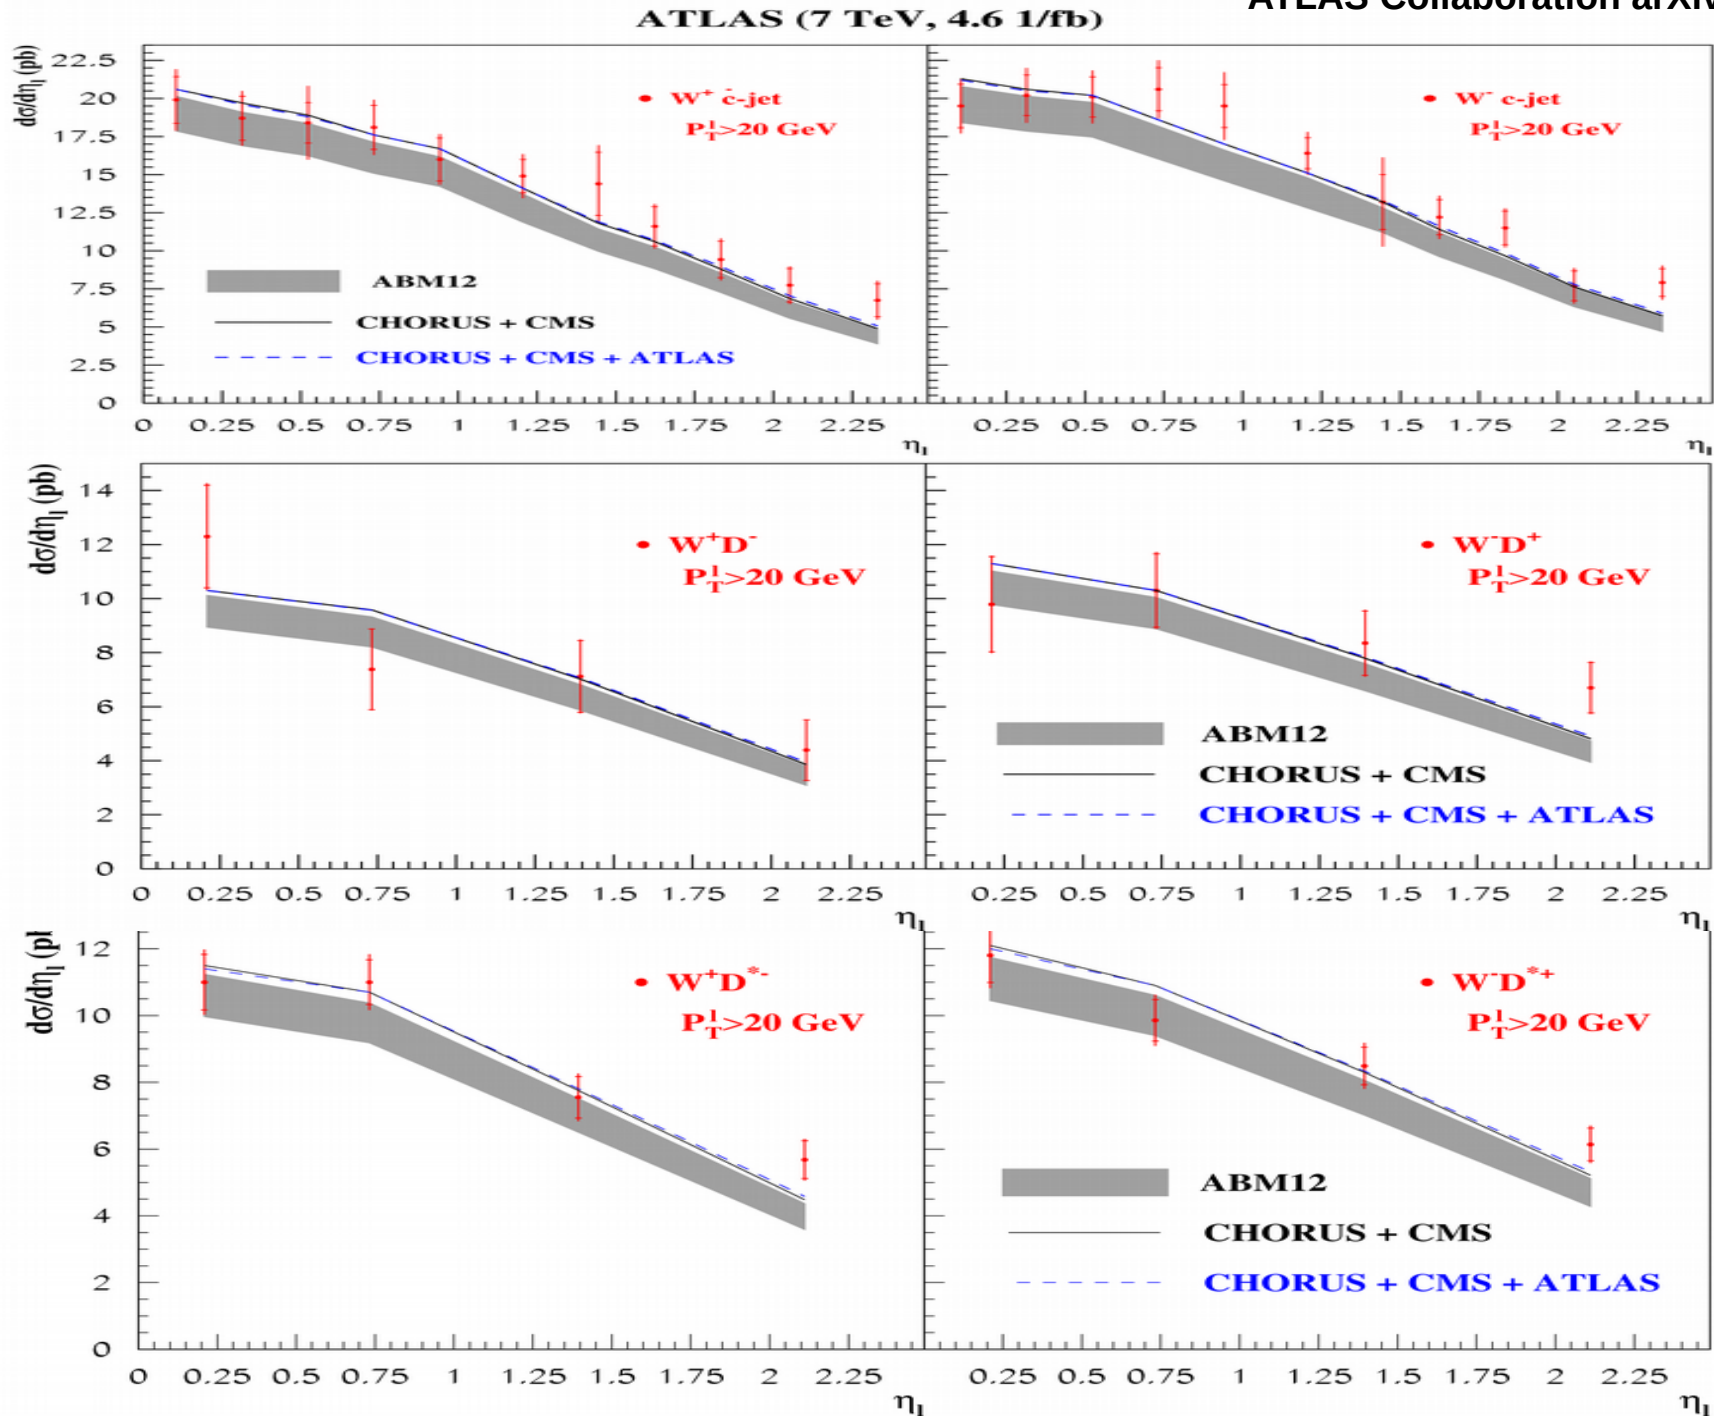 ATLAS Collaboration arXiv
ATLAS (7 TeV, 4.6 1/fb)
dσ/dη_l (pb)
22.5
20
17.5
15
12.5
10
7.5
5
2.5
0
W⁺ c̄-jet
P_T^l>20 GeV
ABM12
CHORUS + CMS
CHORUS + CMS + ATLAS
W⁻ c-jet
P_T^l>20 GeV
0 0.25 0.5 0.75 1 1.25 1.5 1.75 2 2.25
η_l
0.25 0.5 0.75 1 1.25 1.5 1.75 2 2.25
η_l
dσ/dη_l (pb)
14
12
10
8
6
4
2
0
W⁺D⁻
P_T^l>20 GeV
W⁻D⁺
P_T^l>20 GeV
ABM12
CHORUS + CMS
CHORUS + CMS + ATLAS
0 0.25 0.5 0.75 1 1.25 1.5 1.75 2 2.25
η_l
0.25 0.5 0.75 1 1.25 1.5 1.75 2 2.25
η_l
dσ/dη_l (p
12
10
8
6
4
2
0
W⁺D*⁻
P_T^l>20 GeV
W⁻D*⁺
P_T^l>20 GeV
ABM12
CHORUS + CMS
CHORUS + CMS + ATLAS
0 0.25 0.5 0.75 1 1.25 1.5 1.75 2 2.25
η_l
0.25 0.5 0.75 1 1.25 1.5 1.75 2 2.25
η_l